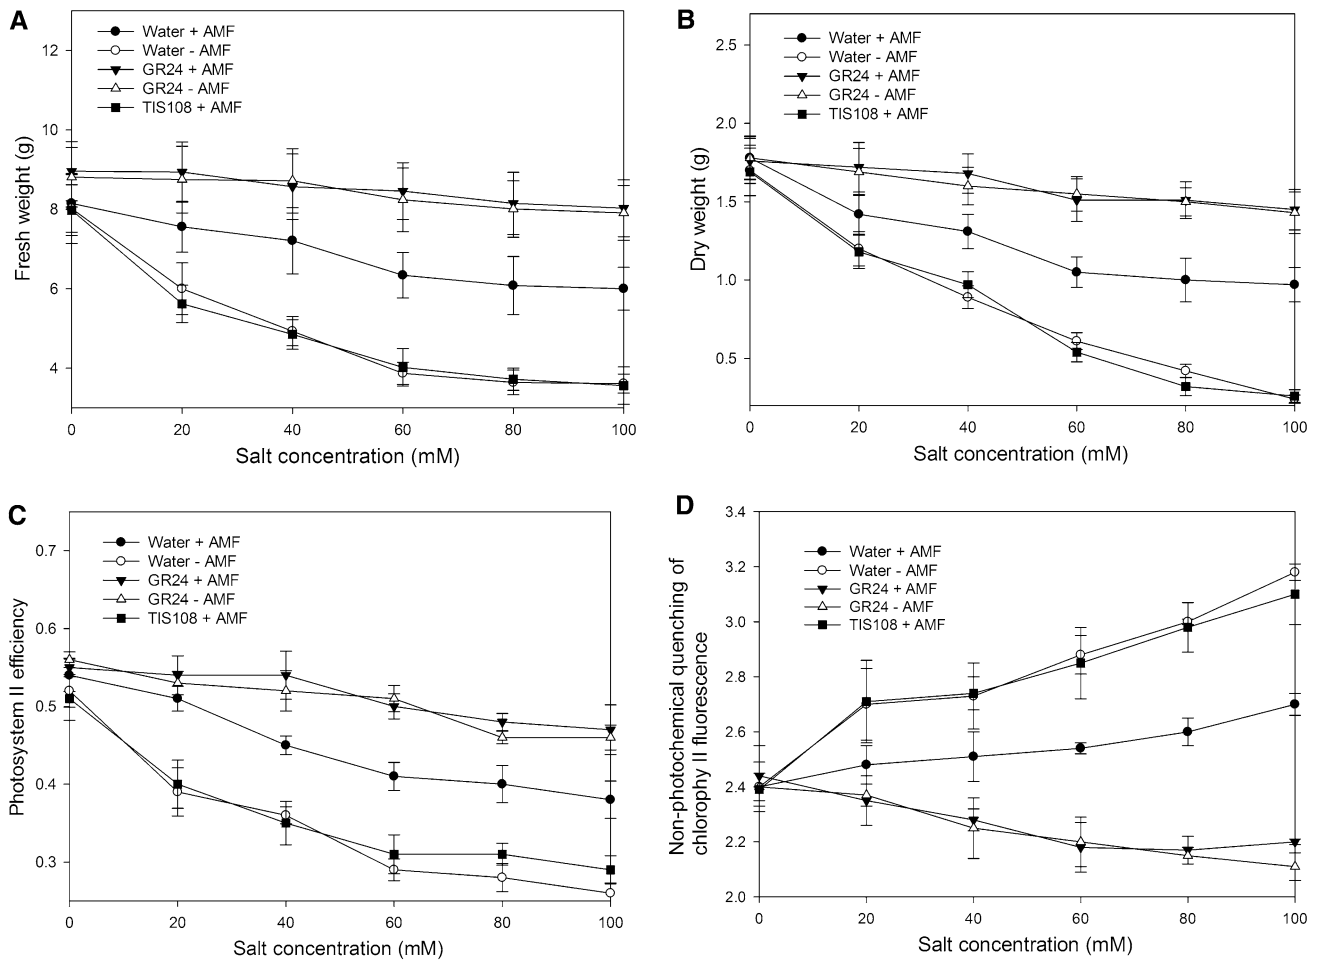 A
Water + AMF
Water - AMF
GR24 + AMF
GR24 - AMF
TIS108 + AMF
12
10
8
6
4
Fresh weight (g)
0 20 40 60 80 100
Salt concentration (mM)
B
Water + AMF
Water - AMF
GR24 + AMF
GR24 - AMF
TIS108 + AMF
2.5
2.0
1.5
1.0
0.5
Dry weight (g)
0 20 40 60 80 100
Salt concentration (mM)
C
Water + AMF
Water - AMF
GR24 + AMF
GR24 - AMF
TIS108 + AMF
0.7
0.6
0.5
0.4
0.3
Photosystem II efficiency
0 20 40 60 80 100
Salt concentration (mM)
D
Water + AMF
Water - AMF
GR24 + AMF
GR24 - AMF
TIS108 + AMF
3.4
3.2
3.0
2.8
2.6
2.4
2.2
2.0
Non-photochemical quenching of
chlorophy II fluorescence
0 20 40 60 80 100
Salt concentration (mM)